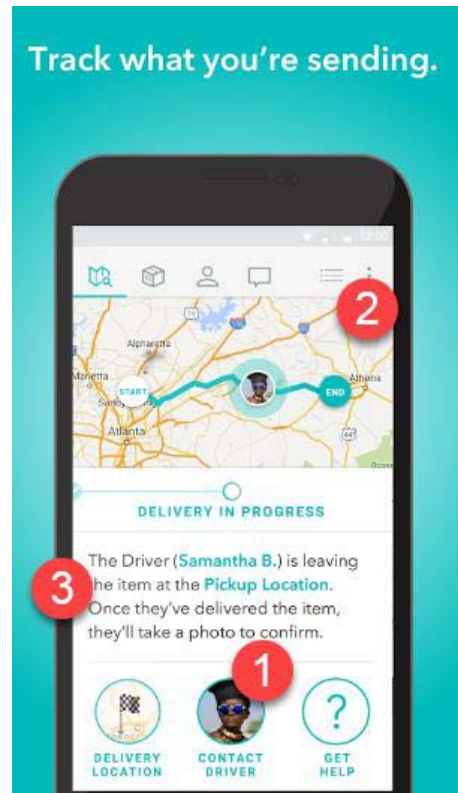 Track what you're sending.
12:00
2
Alpharetta
Marietta
START
END
Athens
Atlanta
441
DELIVERY IN PROGRESS
The Driver (Samantha B.) is leaving
3
the item at the Pickup Location.
Once they've delivered the item,
they'll take a photo to confirm.
1
?
DELIVERY
LOCATION
CONTACT
DRIVER
GET
HELP